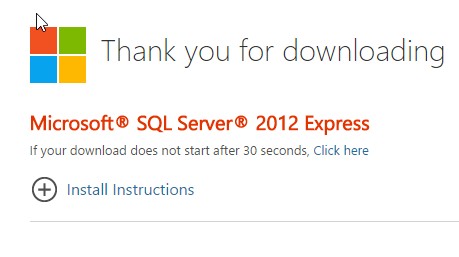 Thank you for downloading
Microsoft® SQL Server® 2012 Express
If your download does not start after 30 seconds, Click here
Install Instructions